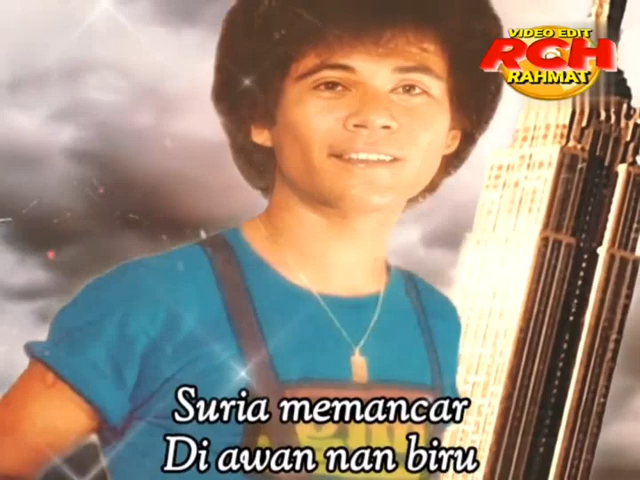 VIDEO EDIT
RCH
RAHMAT
Suria memancar
Di awan nan biru